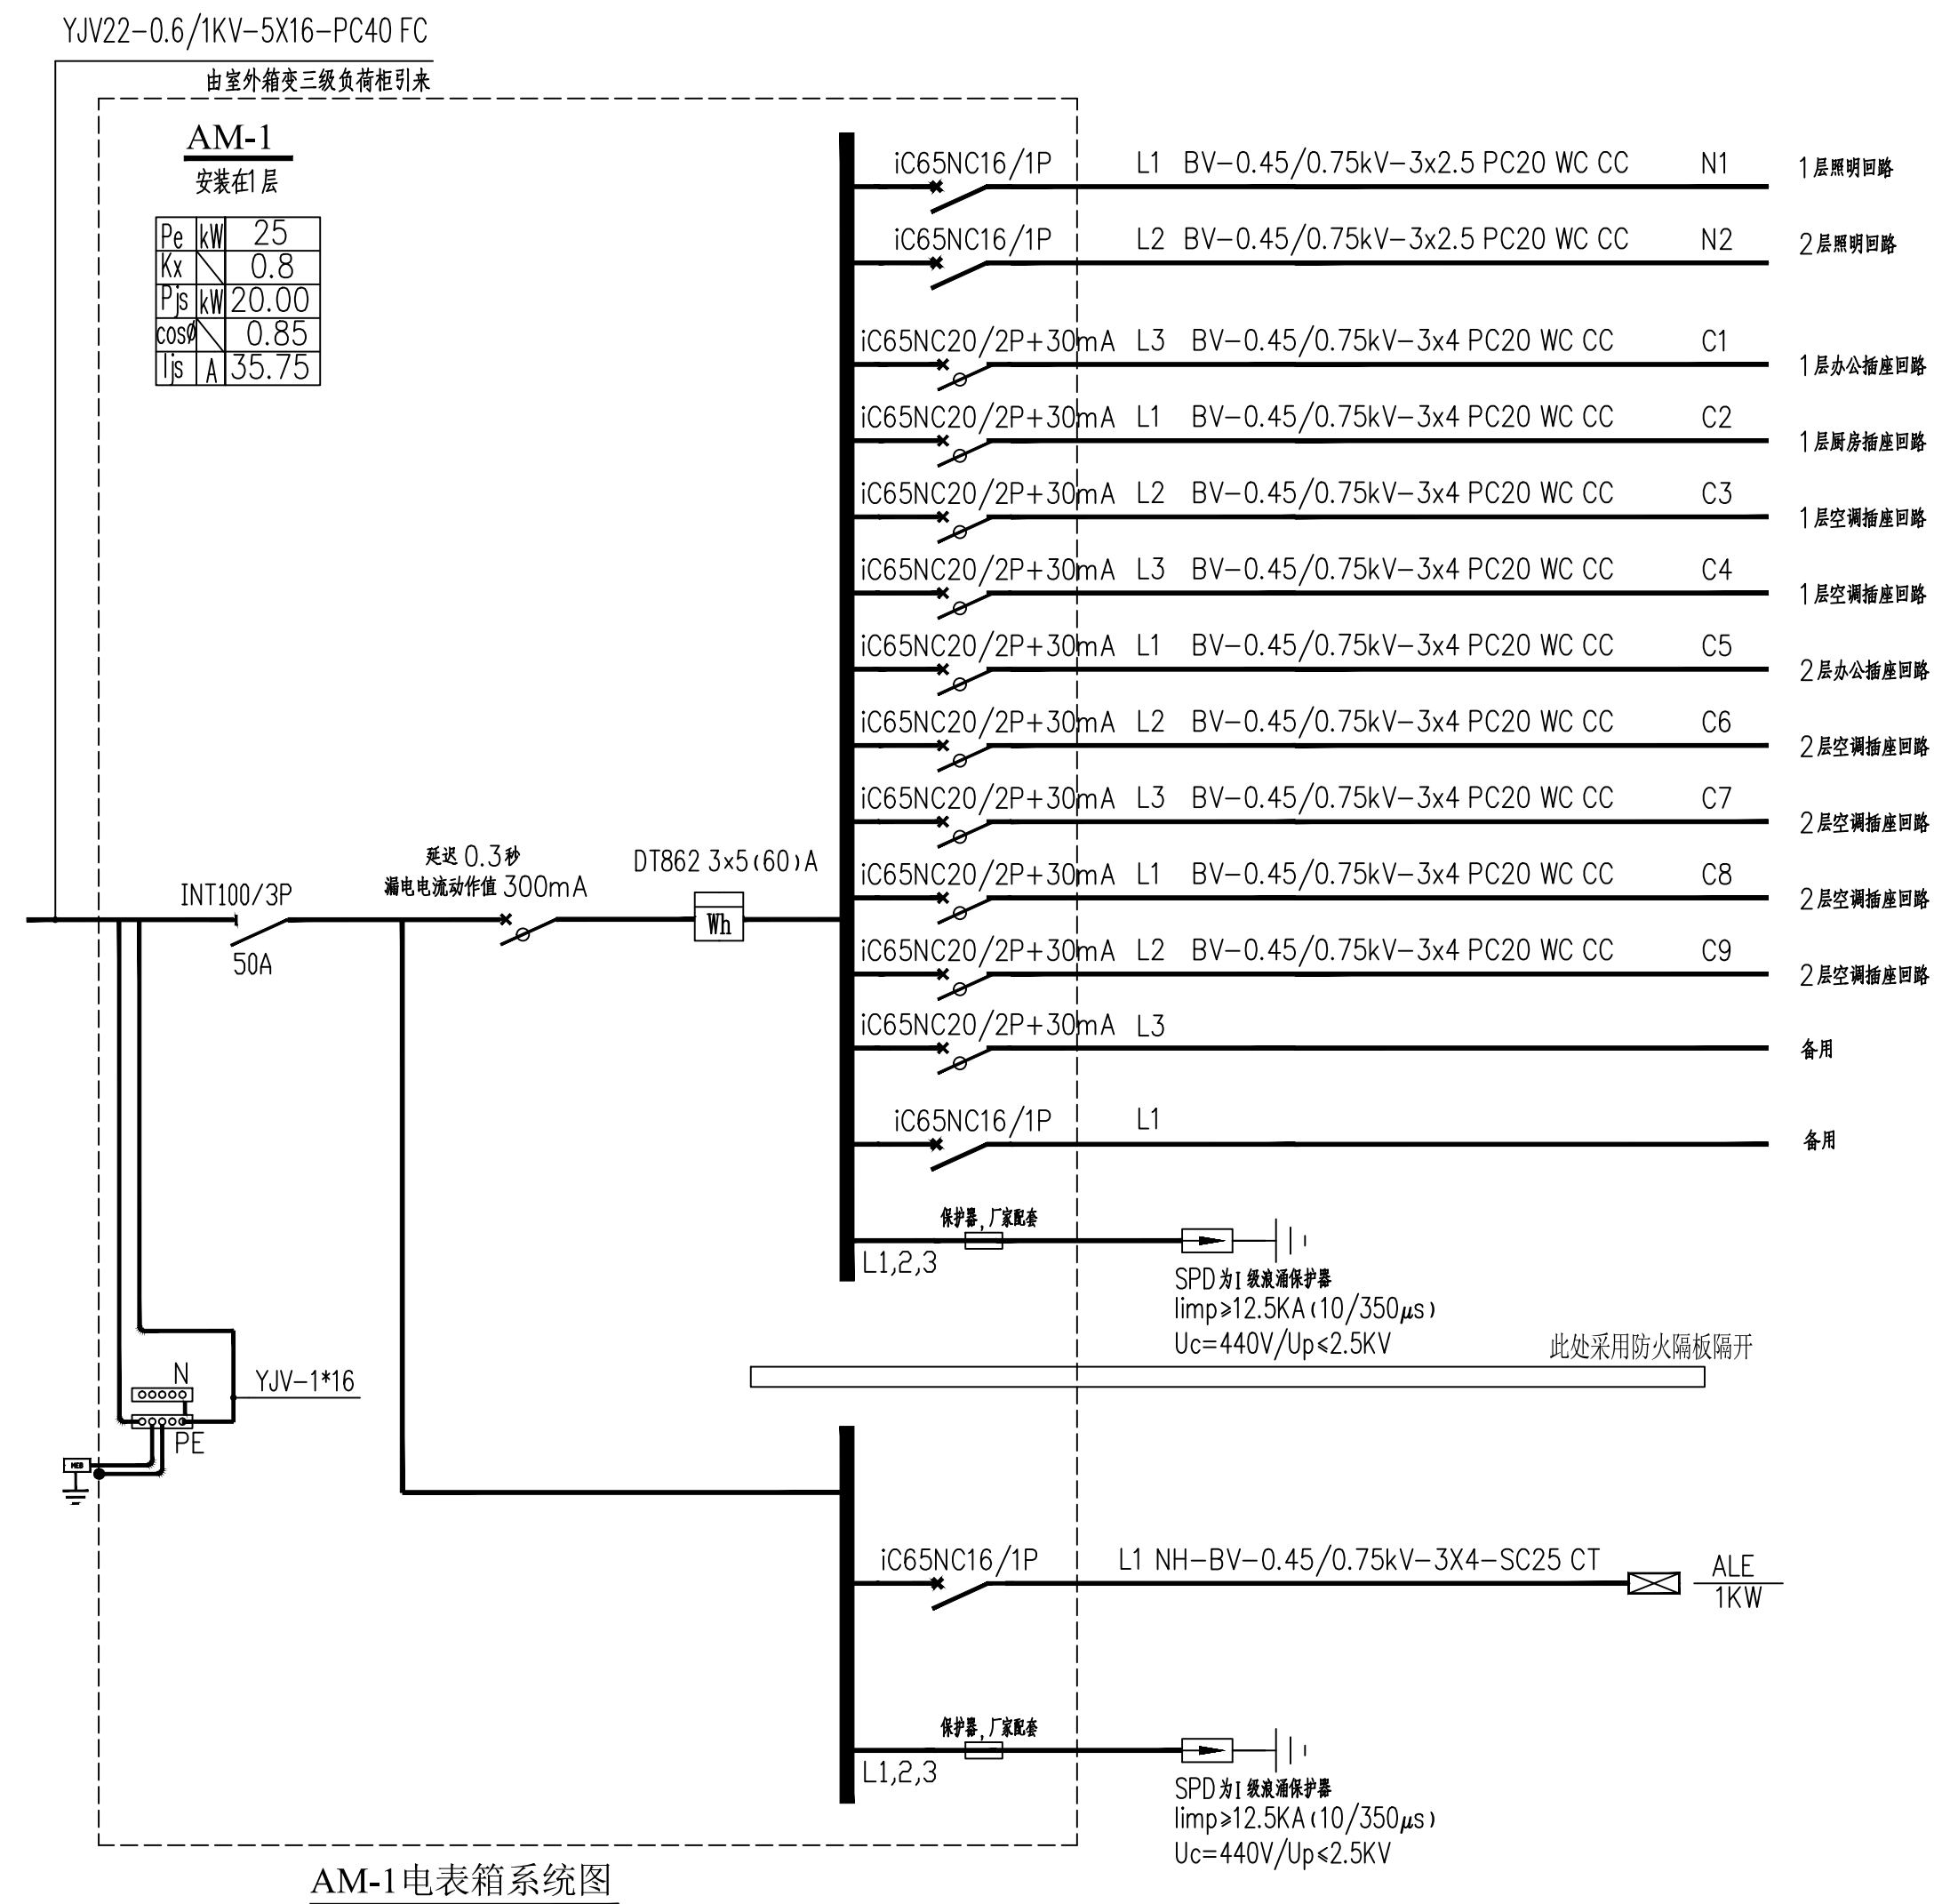 YJV22-0.6/1KV-5X16-PC40 FC
由室外箱变三级负荷柜引来
AM-1
安装在1层
Pe kW 25
Kx 0.8
Pjs kW 20.00
cosø 0.85
Ijs A 35.75
iC65NC16/1P L1 BV-0.45/0.75kV-3x2.5 PC20 WC CC N1 1层照明回路
iC65NC16/1P L2 BV-0.45/0.75kV-3x2.5 PC20 WC CC N2 2层照明回路
iC65NC20/2P+30mA L3 BV-0.45/0.75kV-3x4 PC20 WC CC C1 1层办公插座回路
iC65NC20/2P+30mA L1 BV-0.45/0.75kV-3x4 PC20 WC CC C2 1层厨房插座回路
iC65NC20/2P+30mA L2 BV-0.45/0.75kV-3x4 PC20 WC CC C3 1层空调插座回路
iC65NC20/2P+30mA L3 BV-0.45/0.75kV-3x4 PC20 WC CC C4 1层空调插座回路
iC65NC20/2P+30mA L1 BV-0.45/0.75kV-3x4 PC20 WC CC C5 2层办公插座回路
iC65NC20/2P+30mA L2 BV-0.45/0.75kV-3x4 PC20 WC CC C6 2层空调插座回路
iC65NC20/2P+30mA L3 BV-0.45/0.75kV-3x4 PC20 WC CC C7 2层空调插座回路
iC65NC20/2P+30mA L1 BV-0.45/0.75kV-3x4 PC20 WC CC C8 2层空调插座回路
iC65NC20/2P+30mA L2 BV-0.45/0.75kV-3x4 PC20 WC CC C9 2层空调插座回路
iC65NC20/2P+30mA L3 备用
iC65NC16/1P L1 备用
INT100/3P
50A
延迟 0.3秒
漏电电流动作值 300mA
DT862 3x5(60)A
Wh
保护器,厂家配套
L1,2,3
SPD为I级浪涌保护器
Iimp≥12.5KA(10/350μs)
Uc=440V/Up≤2.5KV
此处采用防火隔板隔开
N
YJV-1*16
PE
MEB
iC65NC16/1P L1 NH-BV-0.45/0.75kV-3X4-SC25 CT ALE
1KW
保护器,厂家配套
L1,2,3
SPD为I级浪涌保护器
Iimp≥12.5KA(10/350μs)
Uc=440V/Up≤2.5KV
AM-1电表箱系统图